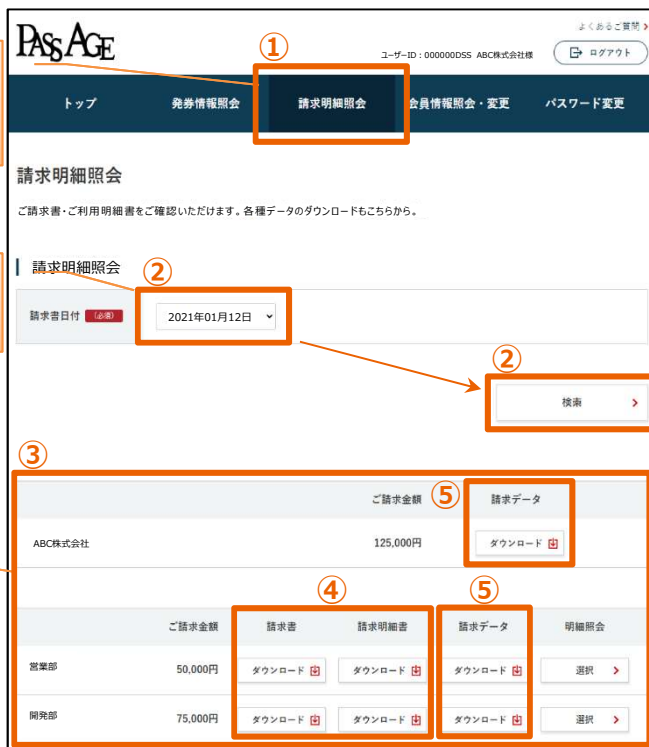 よくあるご質問
PASS AGE
①
ユーザーID：000000DSS ABC株式会社様
ログアウト
トップ 発券情報照会 請求明細照会 会員情報照会・変更 パスワード変更
請求明細照会
ご請求書・ご利用明細書をご確認いただけます。各種データのダウンロードもこちらから。
請求明細照会
②
請求書日付 (必須) 2021年01月12日
②
検索
③
ご請求金額 ⑤ 請求データ
ABC株式会社 125,000円 ダウンロード
④ ⑤
ご請求金額 請求書 請求明細書 請求データ 明細照会
営業部 50,000円 ダウンロード ダウンロード ダウンロード 選択
開発部 75,000円 ダウンロード ダウンロード ダウンロード 選択